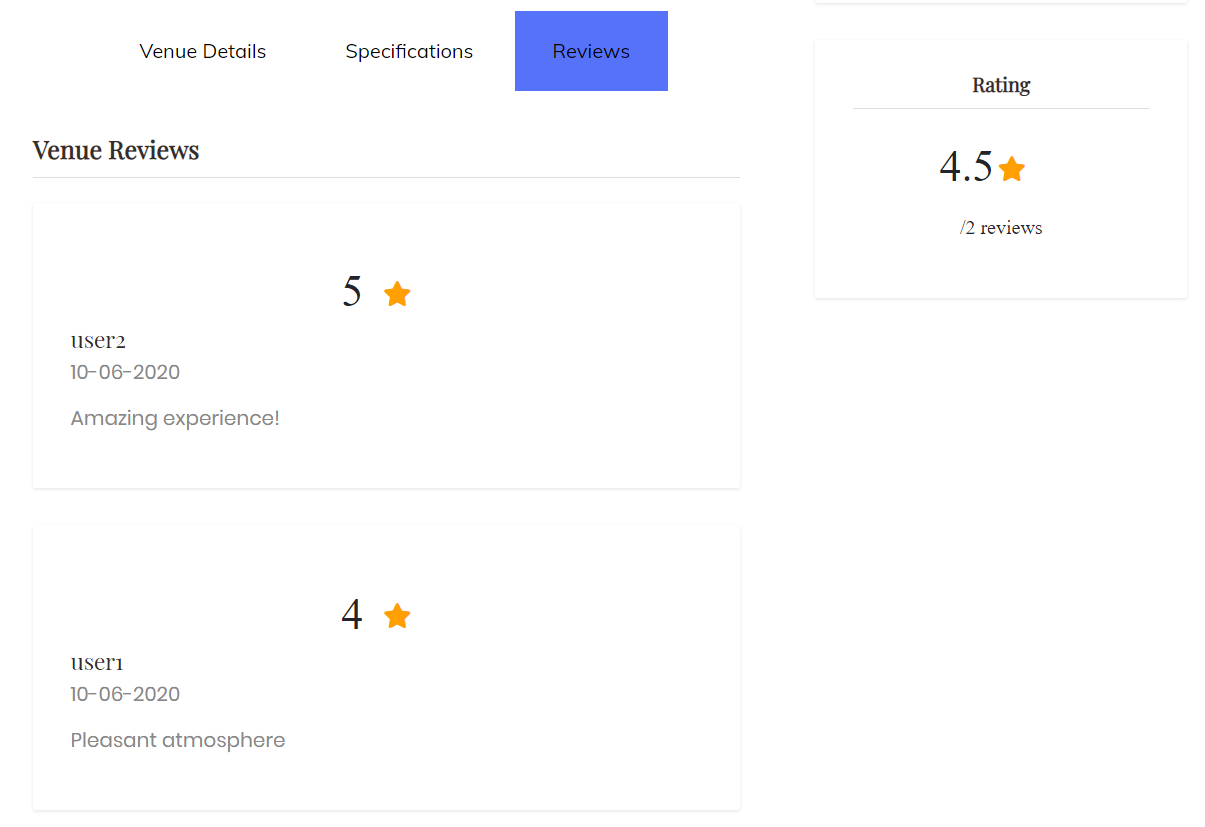 Venue Details Specifications Reviews
Venue Reviews
5
user2
10-06-2020
Amazing experience!
4
user1
10-06-2020
Pleasant atmosphere
Rating
4.5
/2 reviews